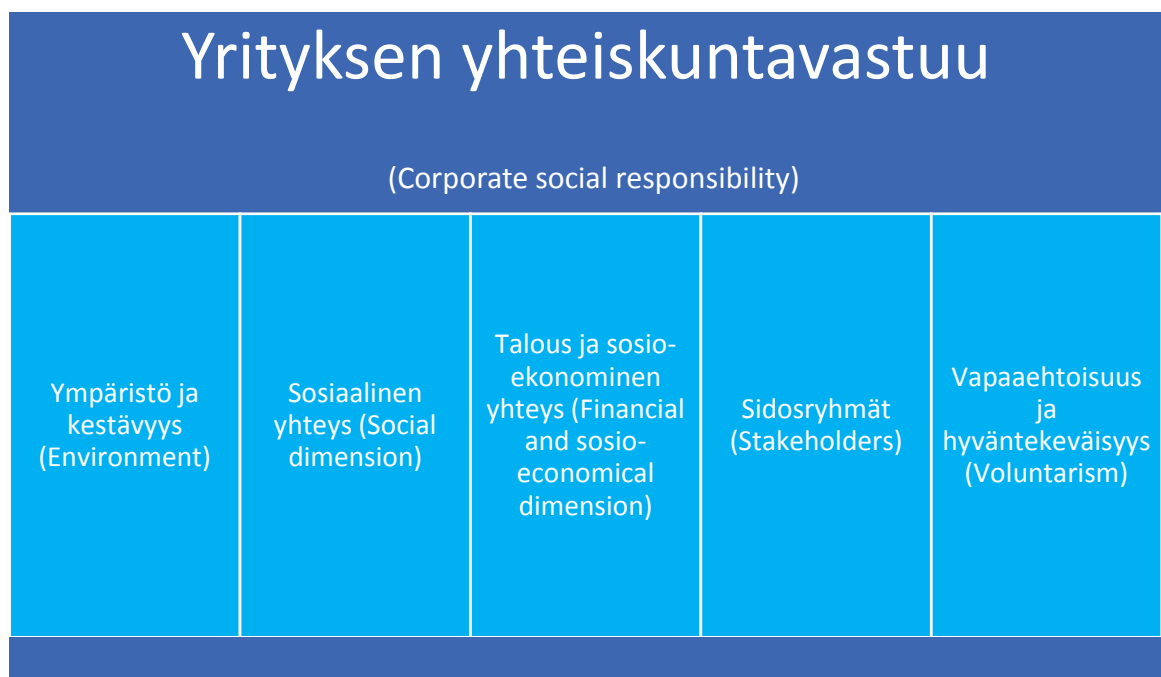 Yrityksen yhteiskuntavastuu
(Corporate social responsibility)
Ympäristö ja
kestävyys
(Environment)
Sosiaalinen
yhteys (Social
dimension)
Talous ja sosio-
ekonominen
yhteys (Financial
and sosio-
economical
dimension)
Sidosryhmät
(Stakeholders)
Vapaaehtoisuus
ja
hyväntekeväisyys
(Voluntarism)